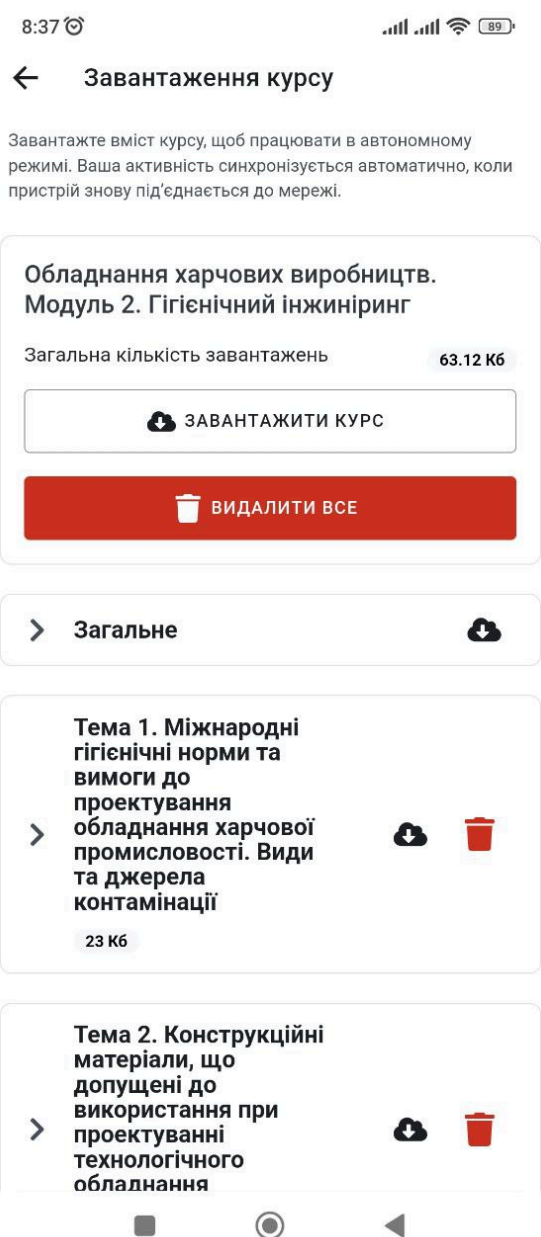 8:37
89
Завантаження курсу
Завантажте вміст курсу, щоб працювати в автономному
режимі. Ваша активність синхронізується автоматично, коли
пристрій знову під’єднається до мережі.
Обладнання харчових виробництв.
Модуль 2. Гігієнічний інжиніринг
Загальна кількість завантажень
63.12 Кб
ЗАВАНТАЖИТИ КУРС
ВИДАЛИТИ ВСЕ
Загальне
Тема 1. Міжнародні
гігієнічні норми та
вимоги до
проектування
обладнання харчової
промисловості. Види
та джерела
контамінації
23 Кб
Тема 2. Конструкційні
матеріали, що
допущені до
використання при
проектуванні
технологічного
обладнання